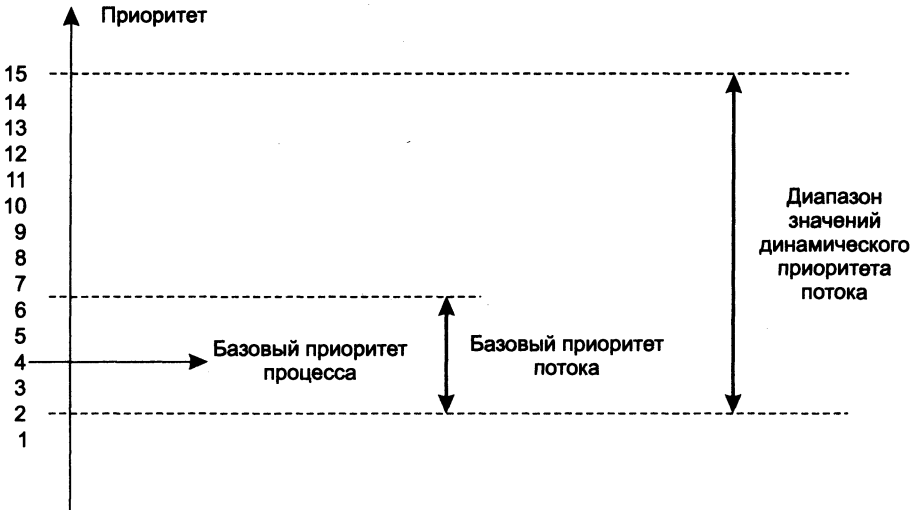 Приоритет
15
14
13
12
11
10
9
8
7
6
5
4
3
2
1
Базовый приоритет
процесса
Базовый приоритет
потока
Диапазон
значений
динамического
приоритета
потока